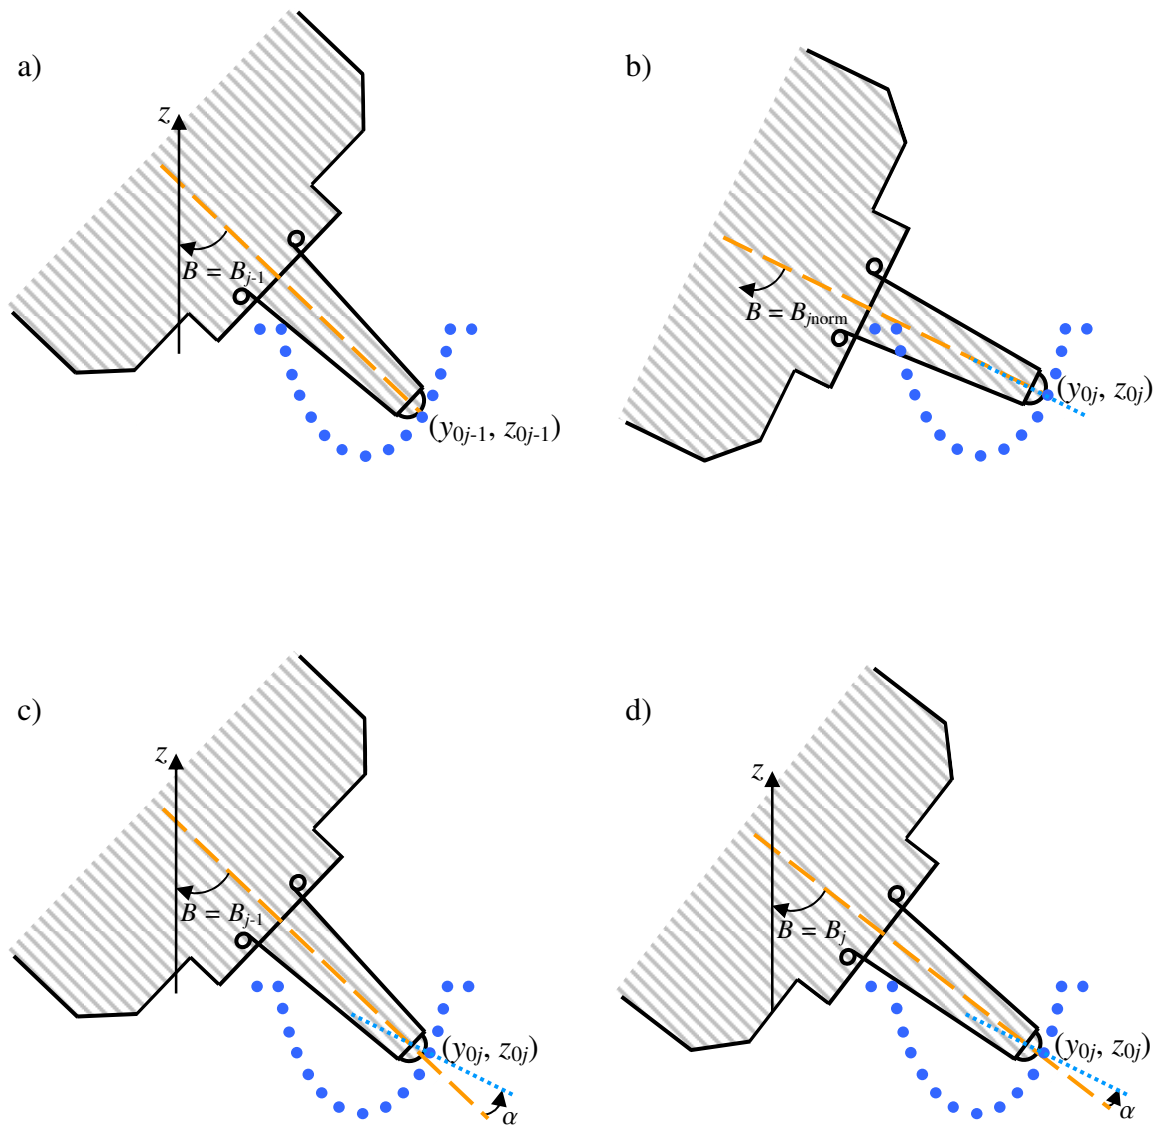 a)
z
B = Bj-1
(y0j-1, z0j-1)
b)
B = Bjnorm
(y0j, z0j)
c)
z
B = Bj-1
(y0j, z0j)
α
d)
z
B = Bj
(y0j, z0j)
α